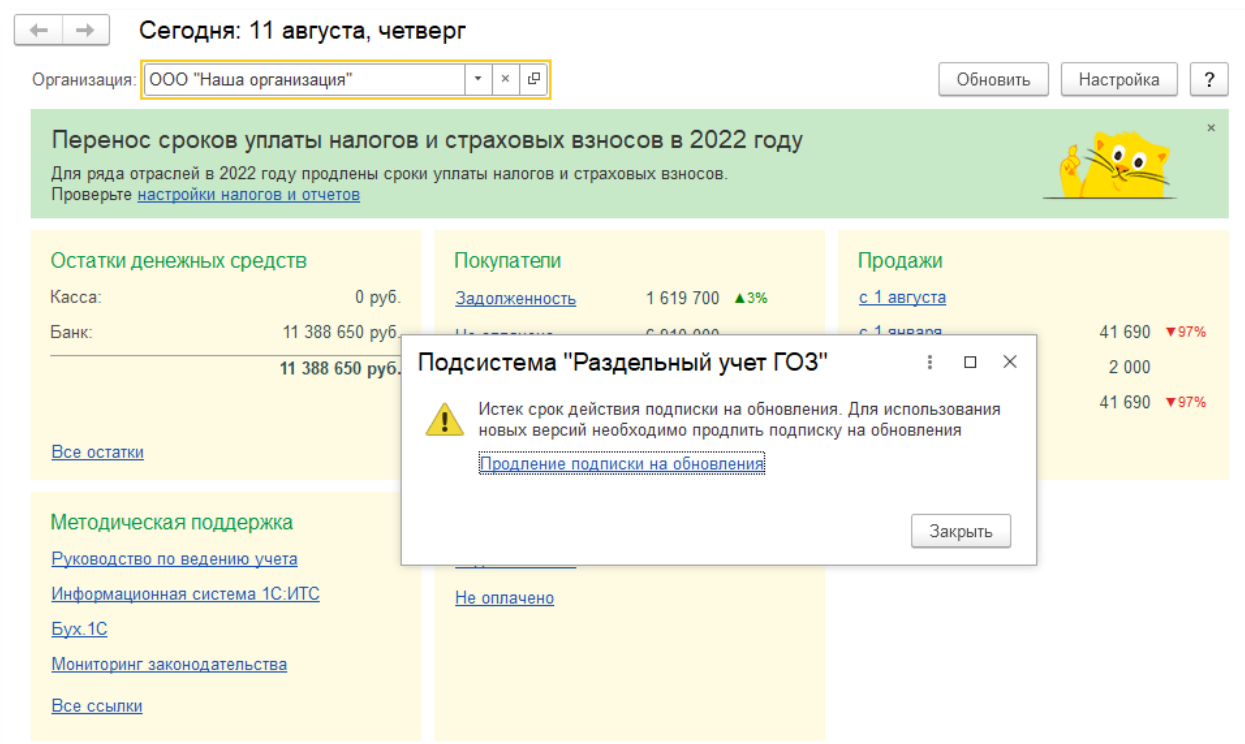 Сегодня: 11 августа, четверг
Организация: ООО "Наша организация"
Обновить Настройка ?
Перенос сроков уплаты налогов и страховых взносов в 2022 году
Для ряда отраслей в 2022 году продлены сроки уплаты налогов и страховых взносов.
Проверьте настройки налогов и отчетов
Остатки денежных средств
Касса: 0 руб.
Банк: 11 388 650 руб.
11 388 650 руб.
Все остатки
Покупатели
Задолженность 1 619 700 ▲3%
Продажи
с 1 августа
с 1 января 41 690 ▼97%
2 000
41 690 ▼97%
Подсистема "Раздельный учет ГОЗ"
Истек срок действия подписки на обновления. Для использования
новых версий необходимо продлить подписку на обновления
Продление подписки на обновления
Закрыть
Методическая поддержка
Руководство по ведению учета
Информационная система 1С:ИТС
Бух.1С
Мониторинг законодательства
Все ссылки
Не оплачено